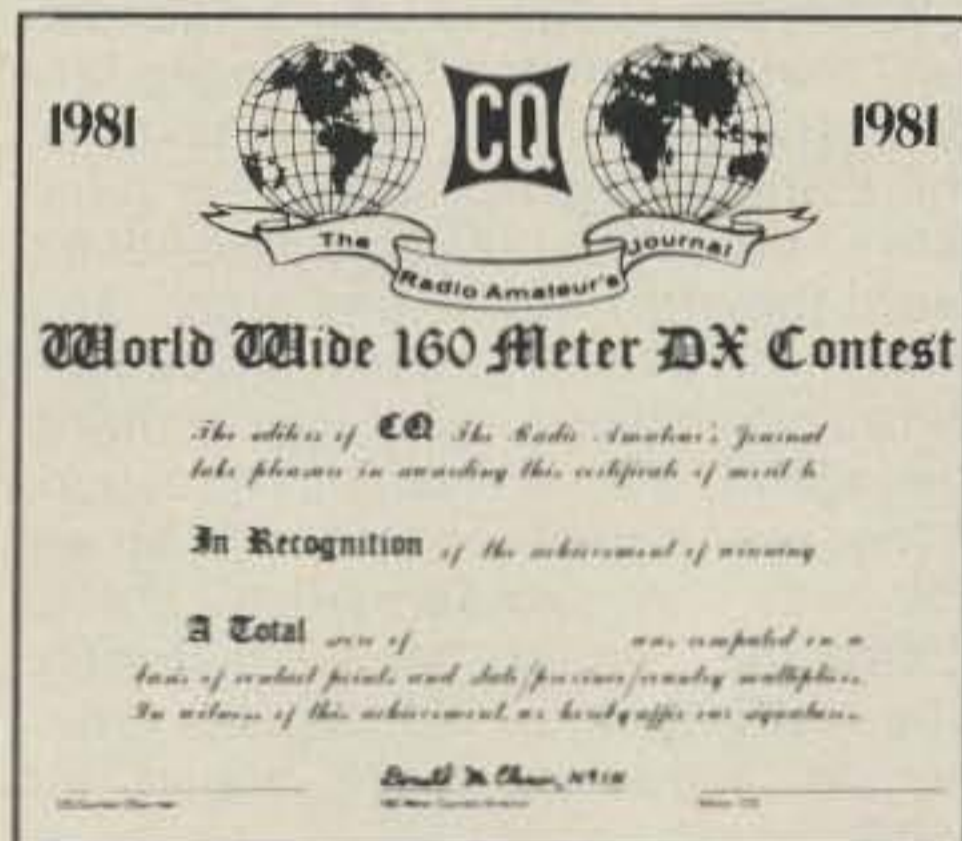 1981
CQ
1981
The Radio Amateur's Journal
World Wide 160 Meter DX Contest
The editors of CQ The Radio Amateur's Journal
take pleasure in awarding this certificate of merit to
In Recognition of the achievement of winning
A Total score of was computed on a
basis of contact points and state/province/country multipliers.
In witness of this achievement, we hereby affix our signatures.
Donald M